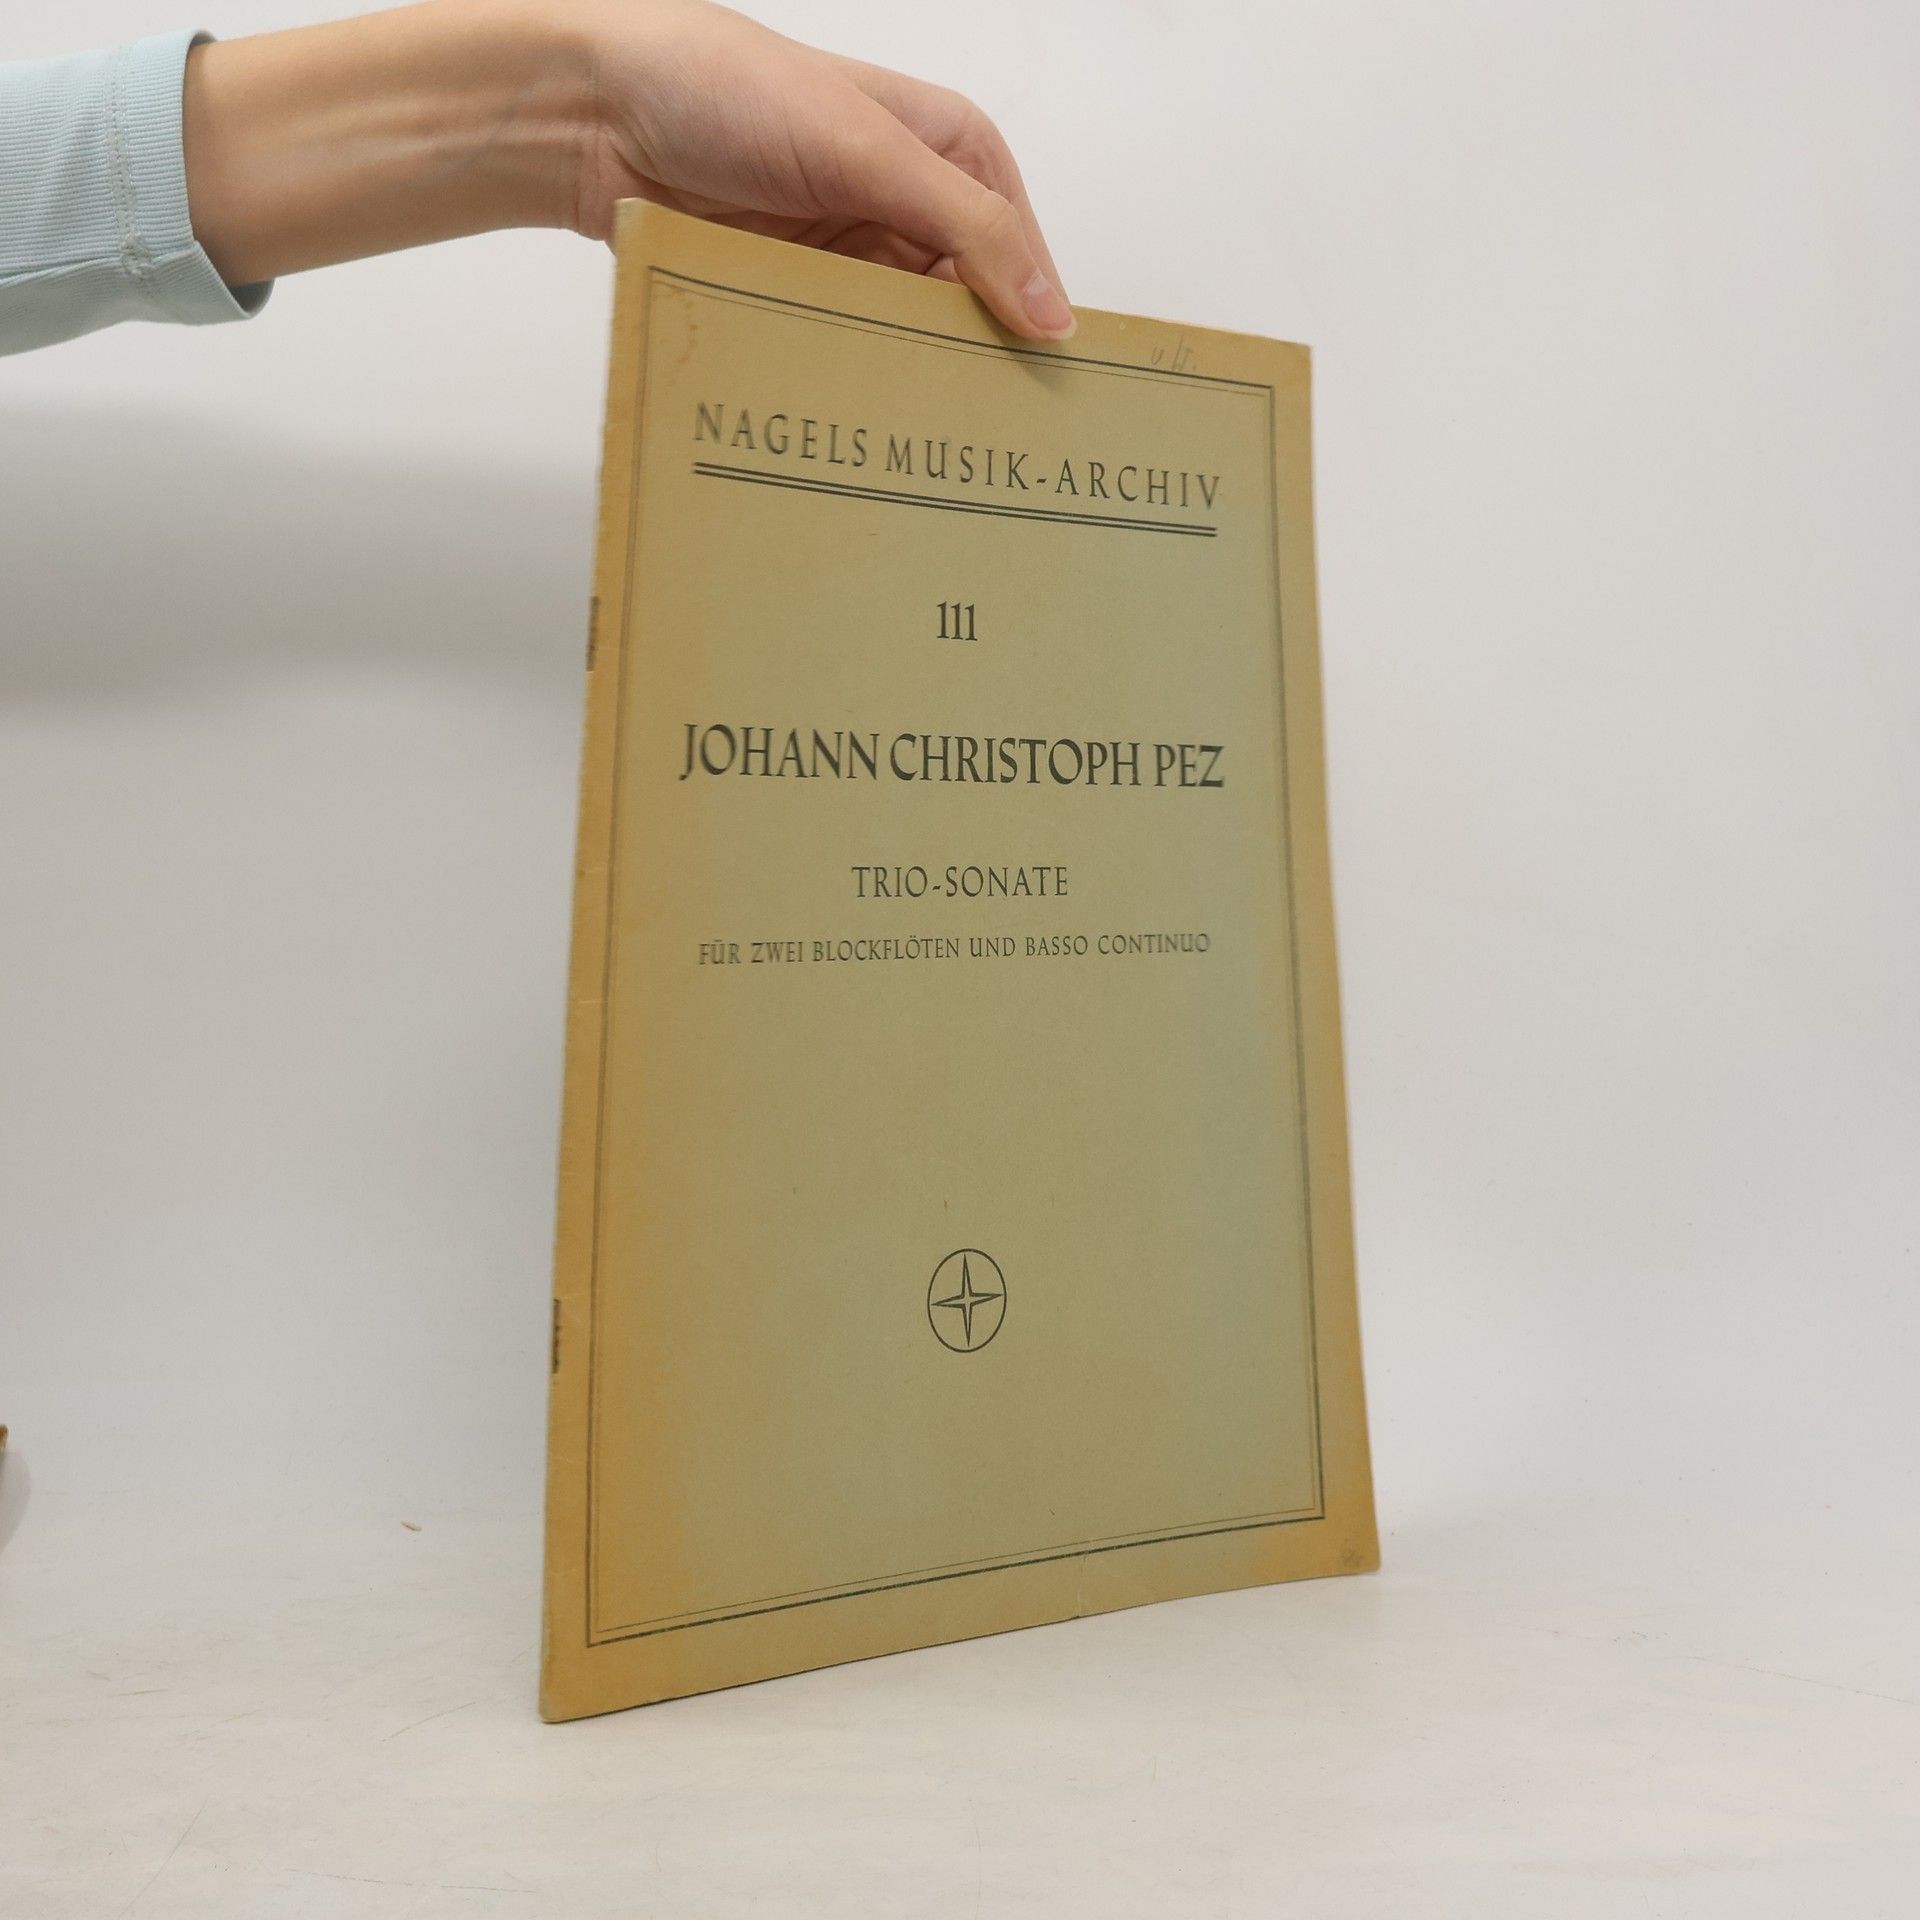 NAGELS MUSIK-ARCHIV
111
JOHANN CHRISTOPH PEZ
TRIO-SONATE
FÜR ZWEI BLOCKFLÖTEN UND BASSO CONTINUO